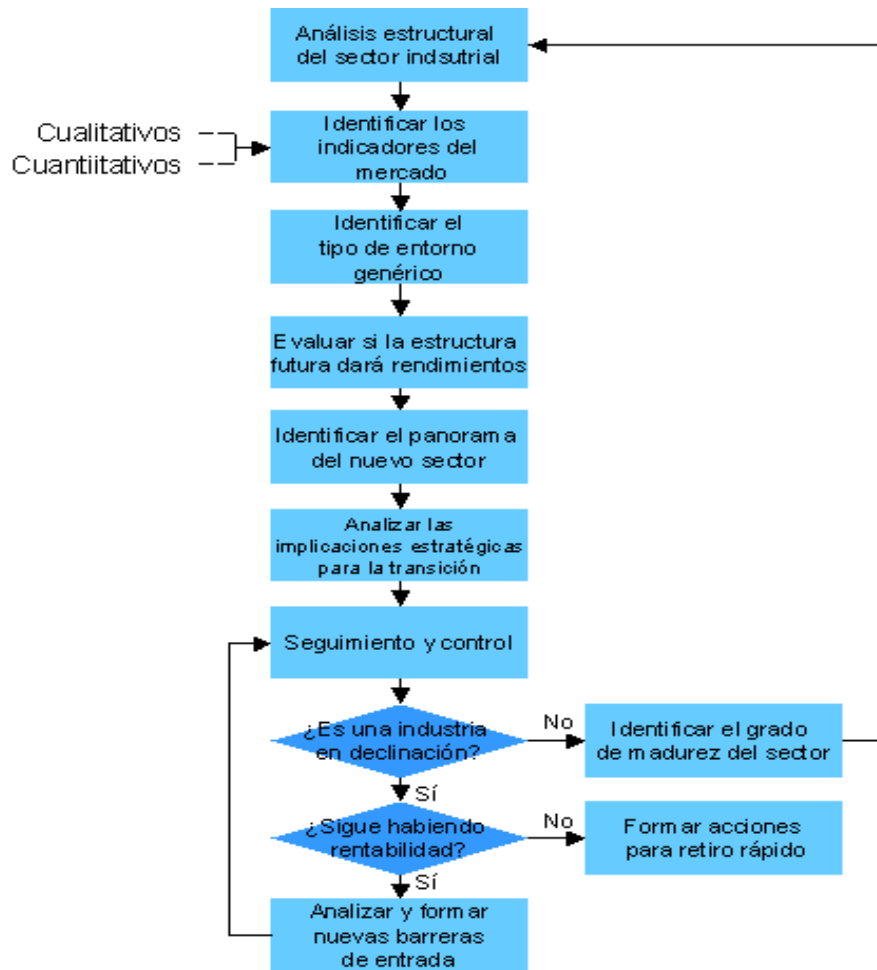 Análisis estructural
del sector indsutrial
Cualitativos
Cuantiitativos
Identificar los
indicadores del
mercado
Identificar el
tipo de entorno
genérico
Evaluar si la estructura
futura dará rendimientos
Identificar el panorama
del nuevo sector
Analizar las
implicaciones estratégicas
para la transición
Seguimiento y control
¿Es una industria
en declinación?
No
Identificar el grado
de madurez del sector
Sí
¿Sigue habiendo
rentabilidad?
No
Formar acciones
para retiro rápido
Sí
Analizar y formar
nuevas barreras
de entrada